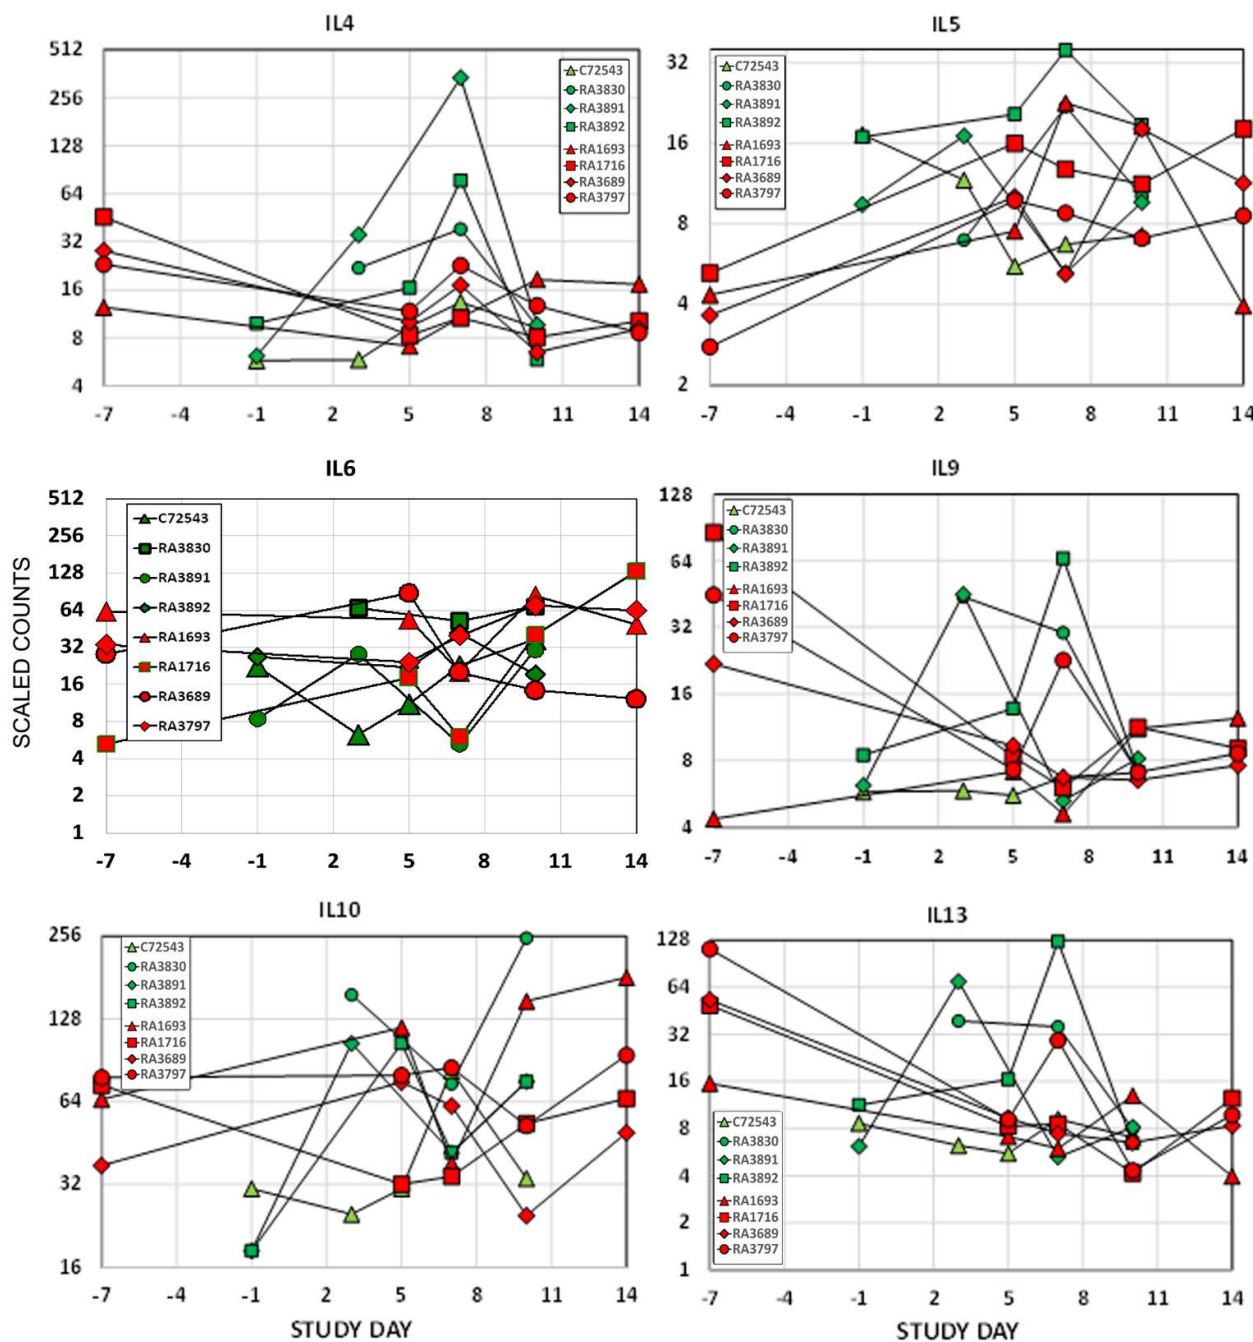 IL4
512
256
128
64
32
16
8
4
-7 -4 -1 2 5 8 11 14
C72543
RA3830
RA3891
RA3892
RA1693
RA1716
RA3689
RA3797
IL5
32
16
8
4
2
-7 -4 -1 2 5 8 11 14
C72543
RA3830
RA3891
RA3892
RA1693
RA1716
RA3689
RA3797
SCALED COUNTS
IL6
512
256
128
64
32
16
8
4
2
1
-7 -4 -1 2 5 8 11 14
C72543
RA3830
RA3891
RA3892
RA1693
RA1716
RA3689
RA3797
IL9
128
64
32
16
8
4
-7 -4 -1 2 5 8 11 14
C72543
RA3830
RA3891
RA3892
RA1693
RA1716
RA3689
RA3797
IL10
256
128
64
32
16
-7 -4 -1 2 5 8 11 14
C72543
RA3830
RA3891
RA3892
RA1693
RA1716
RA3689
RA3797
STUDY DAY
IL13
128
64
32
16
8
4
2
1
-7 -4 -1 2 5 8 11 14
C72543
RA3830
RA3891
RA3892
RA1693
RA1716
RA3689
RA3797
STUDY DAY